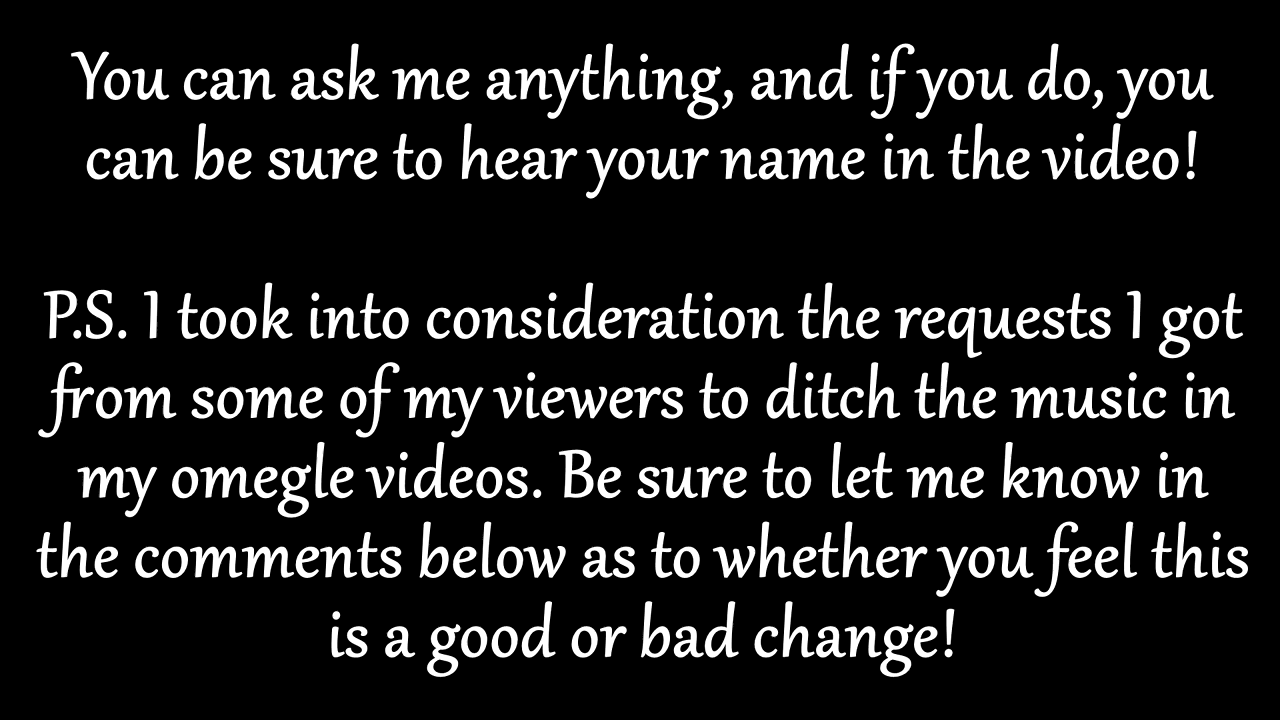 You can ask me anything, and if you do, you
can be sure to hear your name in the video!
P.S. I took into consideration the requests I got
from some of my viewers to ditch the music in
my omegle videos. Be sure to let me know in
the comments below as to whether you feel this
is a good or bad change!